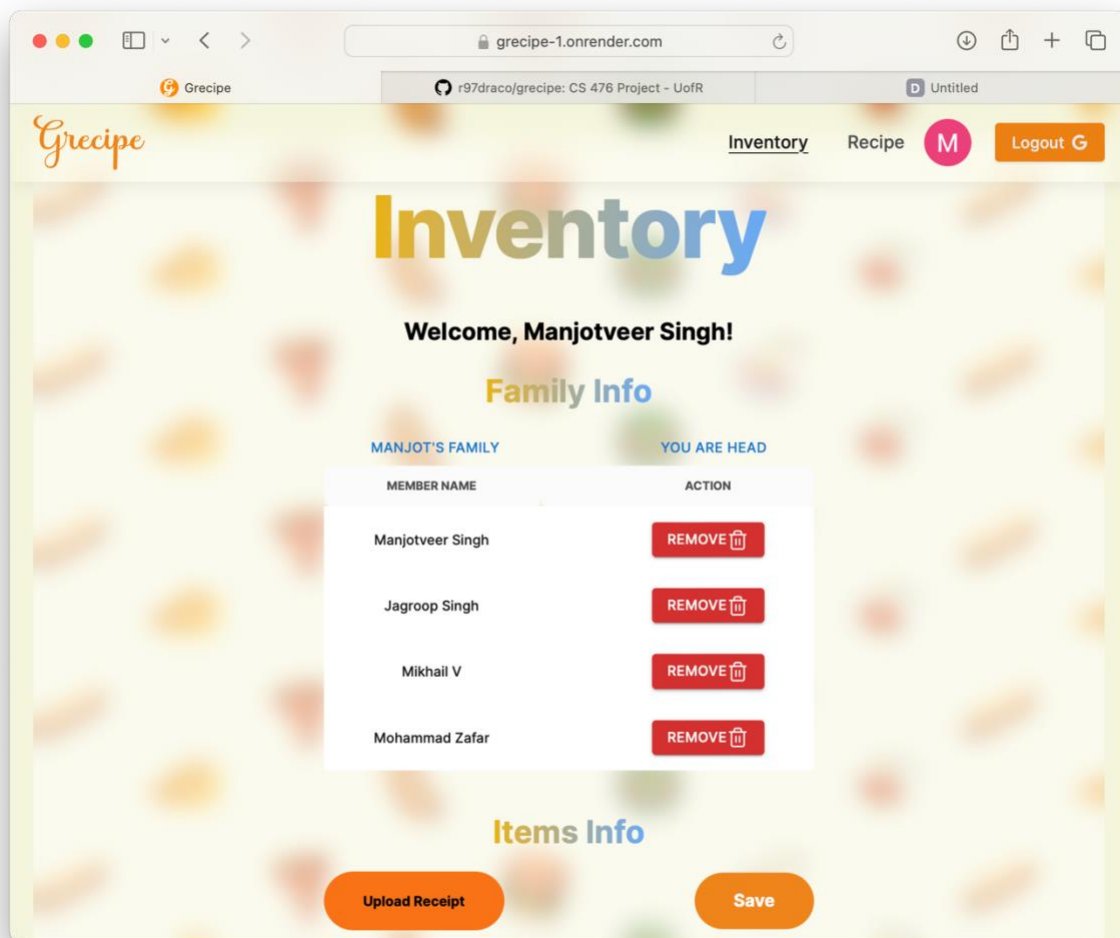 grecipe-1.onrender.com
Grecipe r97draco/grecipe: CS 476 Project - UofR D Untitled
Grecipe Inventory Recipe M Logout G
Inventory
Welcome, Manjotveer Singh!
Family Info
MANJOT'S FAMILY YOU ARE HEAD
MEMBER NAME ACTION
Manjotveer Singh REMOVE
Jagroop Singh REMOVE
Mikhail V REMOVE
Mohammad Zafar REMOVE
Items Info
Upload Receipt Save